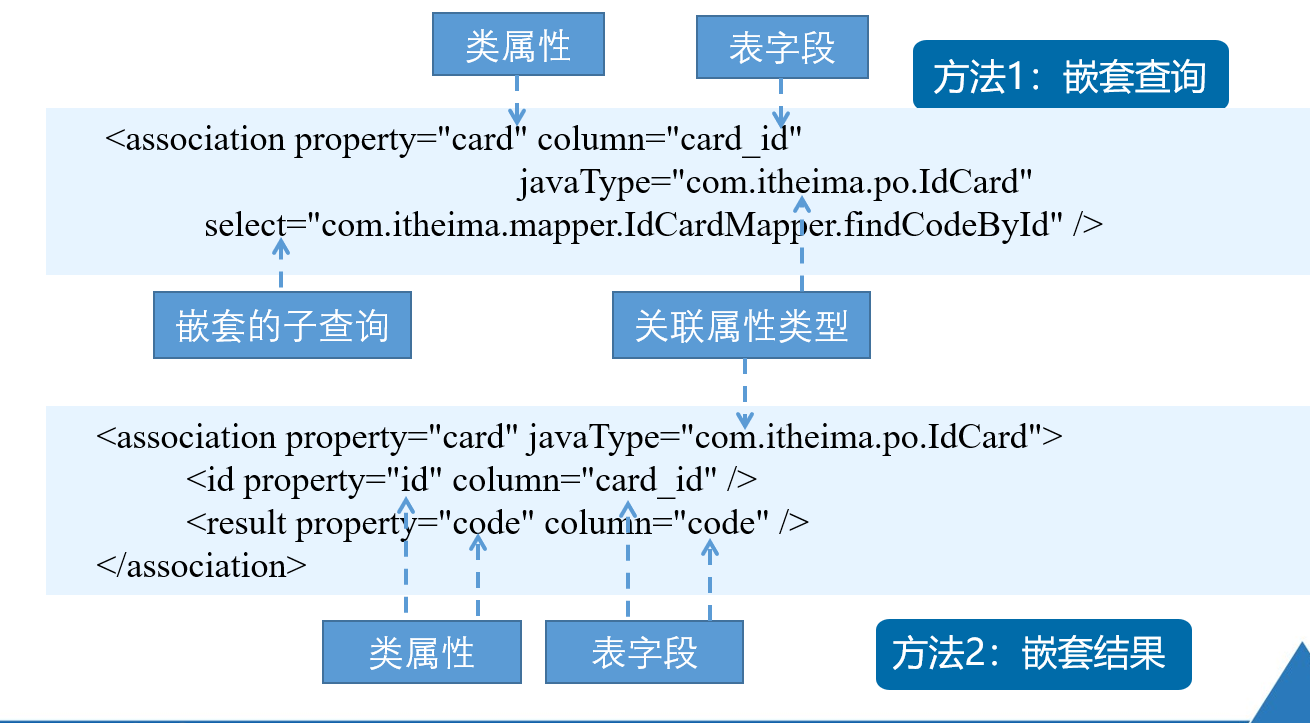 类属性
表字段
方法1：嵌套查询
<association property="card" column="card_id"
javaType="com.itheima.po.IdCard"
select="com.itheima.mapper.IdCardMapper.findCodeById" />
嵌套的子查询
关联属性类型
<association property="card" javaType="com.itheima.po.IdCard">
<id property="id" column="card_id" />
<result property="code" column="code" />
</association>
类属性
表字段
方法2：嵌套结果